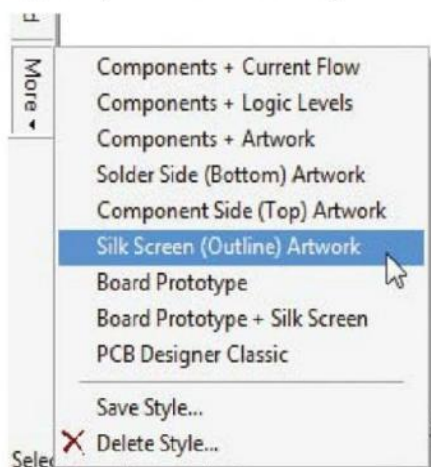 More
Components + Current Flow
Components + Logic Levels
Components + Artwork
Solder Side (Bottom) Artwork
Component Side (Top) Artwork
Silk Screen (Outline) Artwork
Board Prototype
Board Prototype + Silk Screen
PCB Designer Classic
Save Style...
Delete Style...